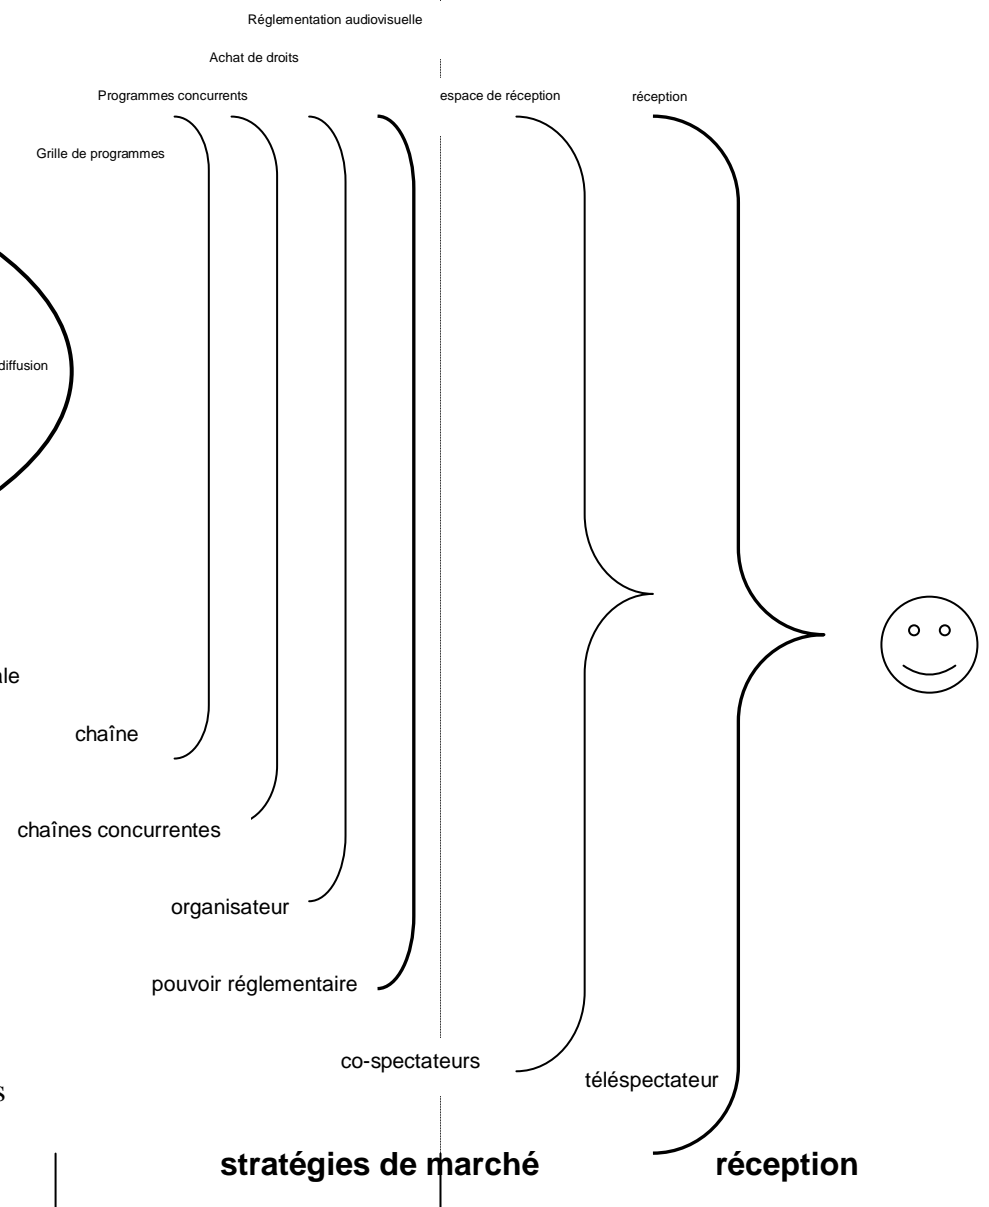 Réglementation audiovisuelle
Achat de droits
Programmes concurrents
espace de réception
réception
Grille de programmes
diffusion
ale
chaîne
chaînes concurrentes
organisateur
pouvoir réglementaire
co-spectateurs
téléspectateur
s
stratégies de marché
réception